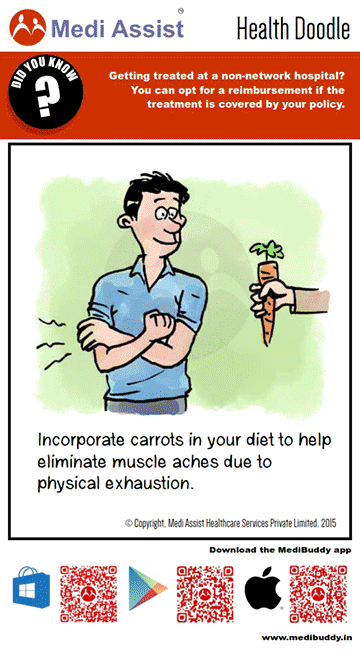 Medi Assist
TM
Health Doodle
DID YOU KNOW
?
Getting treated at a non-network hospital?
You can opt for a reimbursement if the
treatment is covered by your policy.
Incorporate carrots in your diet to help
eliminate muscle aches due to
physical exhaustion.
© Copyright, Medi Assist Healthcare Services Private Limited, 2015
Download the MediBuddy app
www.medibuddy.in